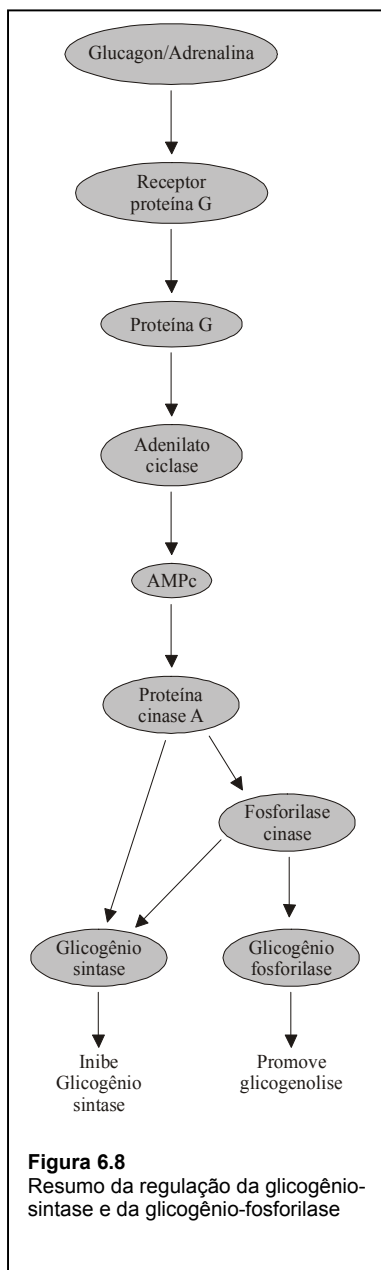 Glucagon/Adrenalina
Receptor
proteína G
Proteína G
Adenilato
ciclase
AMPc
Proteína
cinase A
Fosforilase
cinase
Glicogênio
sintase
Glicogênio
fosforilase
Inibe
Glicogênio
sintase
Promove
glicogenolise
Figura 6.8
Resumo da regulação da glicogênio-
sintase e da glicogênio-fosforilase